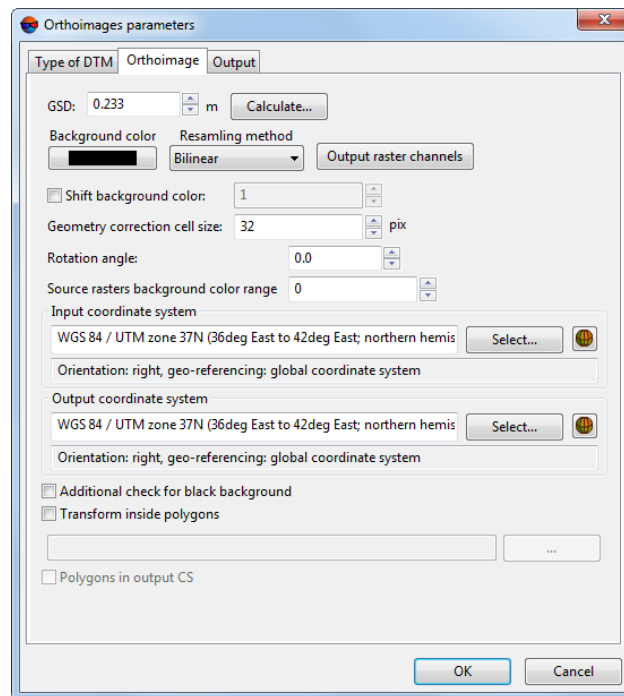 Orthoimages parameters
Type of DTM Orthoimage Output
GSD: 0.233 m Calculate...
Background color Resamling method
Bilinear Output raster channels
Shift background color: 1
Geometry correction cell size: 32 pix
Rotation angle: 0.0
Source rasters background color range 0
Input coordinate system
WGS 84 / UTM zone 37N (36deg East to 42deg East; northern hemis Select...
Orientation: right, geo-referencing: global coordinate system
Output coordinate system
WGS 84 / UTM zone 37N (36deg East to 42deg East; northern hemis Select...
Orientation: right, geo-referencing: global coordinate system
Additional check for black background
Transform inside polygons
...
Polygons in output CS
OK Cancel